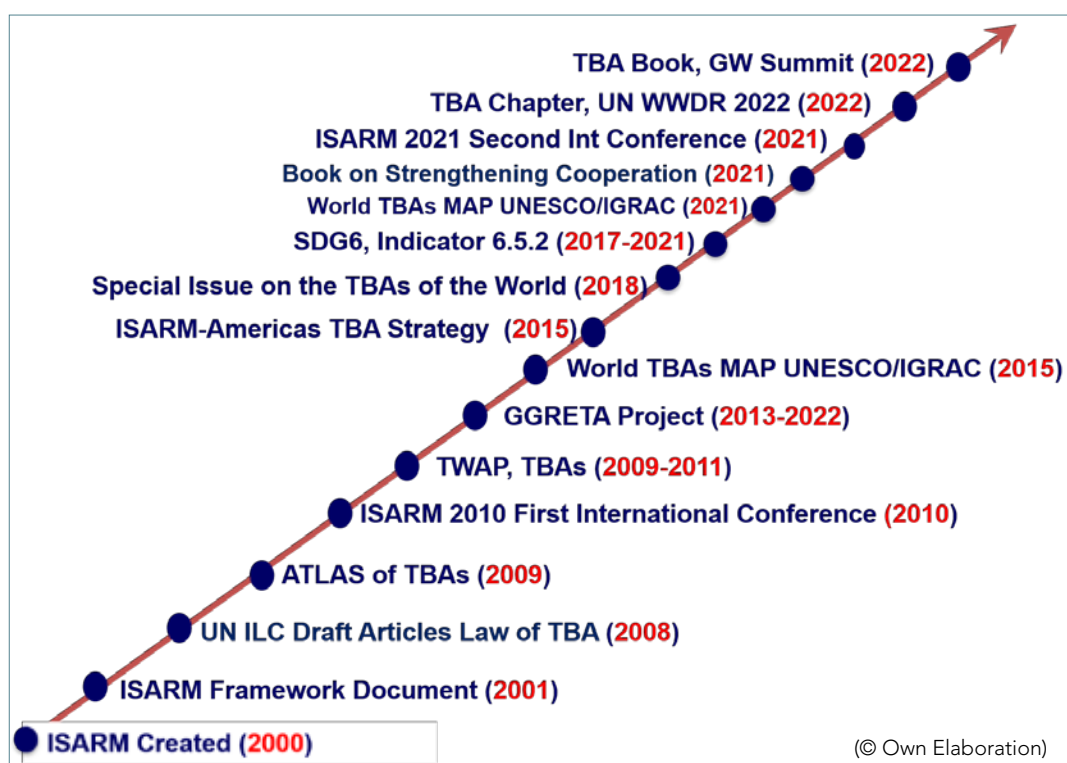 TBA Book, GW Summit (2022)
TBA Chapter, UN WWDR 2022 (2022)
ISARM 2021 Second Int Conference (2021)
Book on Strengthening Cooperation (2021)
World TBAs MAP UNESCO/IGRAC (2021)
SDG6, Indicator 6.5.2 (2017-2021)
Special Issue on the TBAs of the World (2018)
ISARM-Americas TBA Strategy (2015)
World TBAs MAP UNESCO/IGRAC (2015)
GGRETA Project (2013-2022)
TWAP, TBAs (2009-2011)
ISARM 2010 First International Conference (2010)
ATLAS of TBAs (2009)
UN ILC Draft Articles Law of TBA (2008)
ISARM Framework Document (2001)
ISARM Created (2000)
(© Own Elaboration)